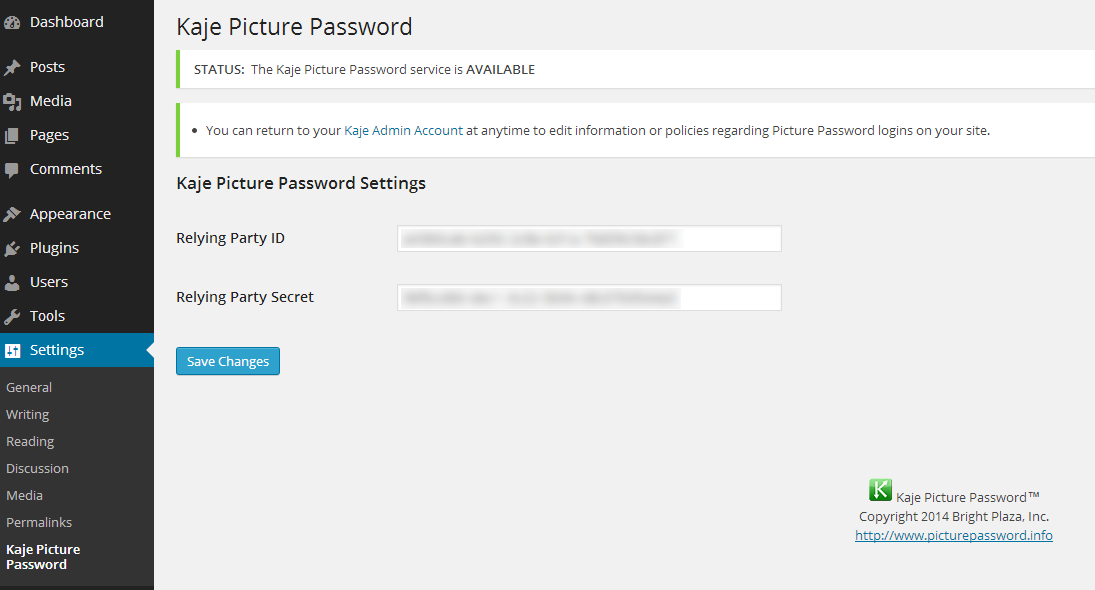 Dashboard
Posts
Media
Pages
Comments
Appearance
Plugins
Users
Tools
Settings
General
Writing
Reading
Discussion
Media
Permalinks
Kaje Picture
Password
Kaje Picture Password
STATUS: The Kaje Picture Password service is AVAILABLE
• You can return to your Kaje Admin Account at anytime to edit information or policies regarding Picture Password logins on your site.
Kaje Picture Password Settings
Relying Party ID
Relying Party Secret
Save Changes
K Kaje Picture Password™
Copyright 2014 Bright Plaza, Inc.
http://www.picturepassword.info